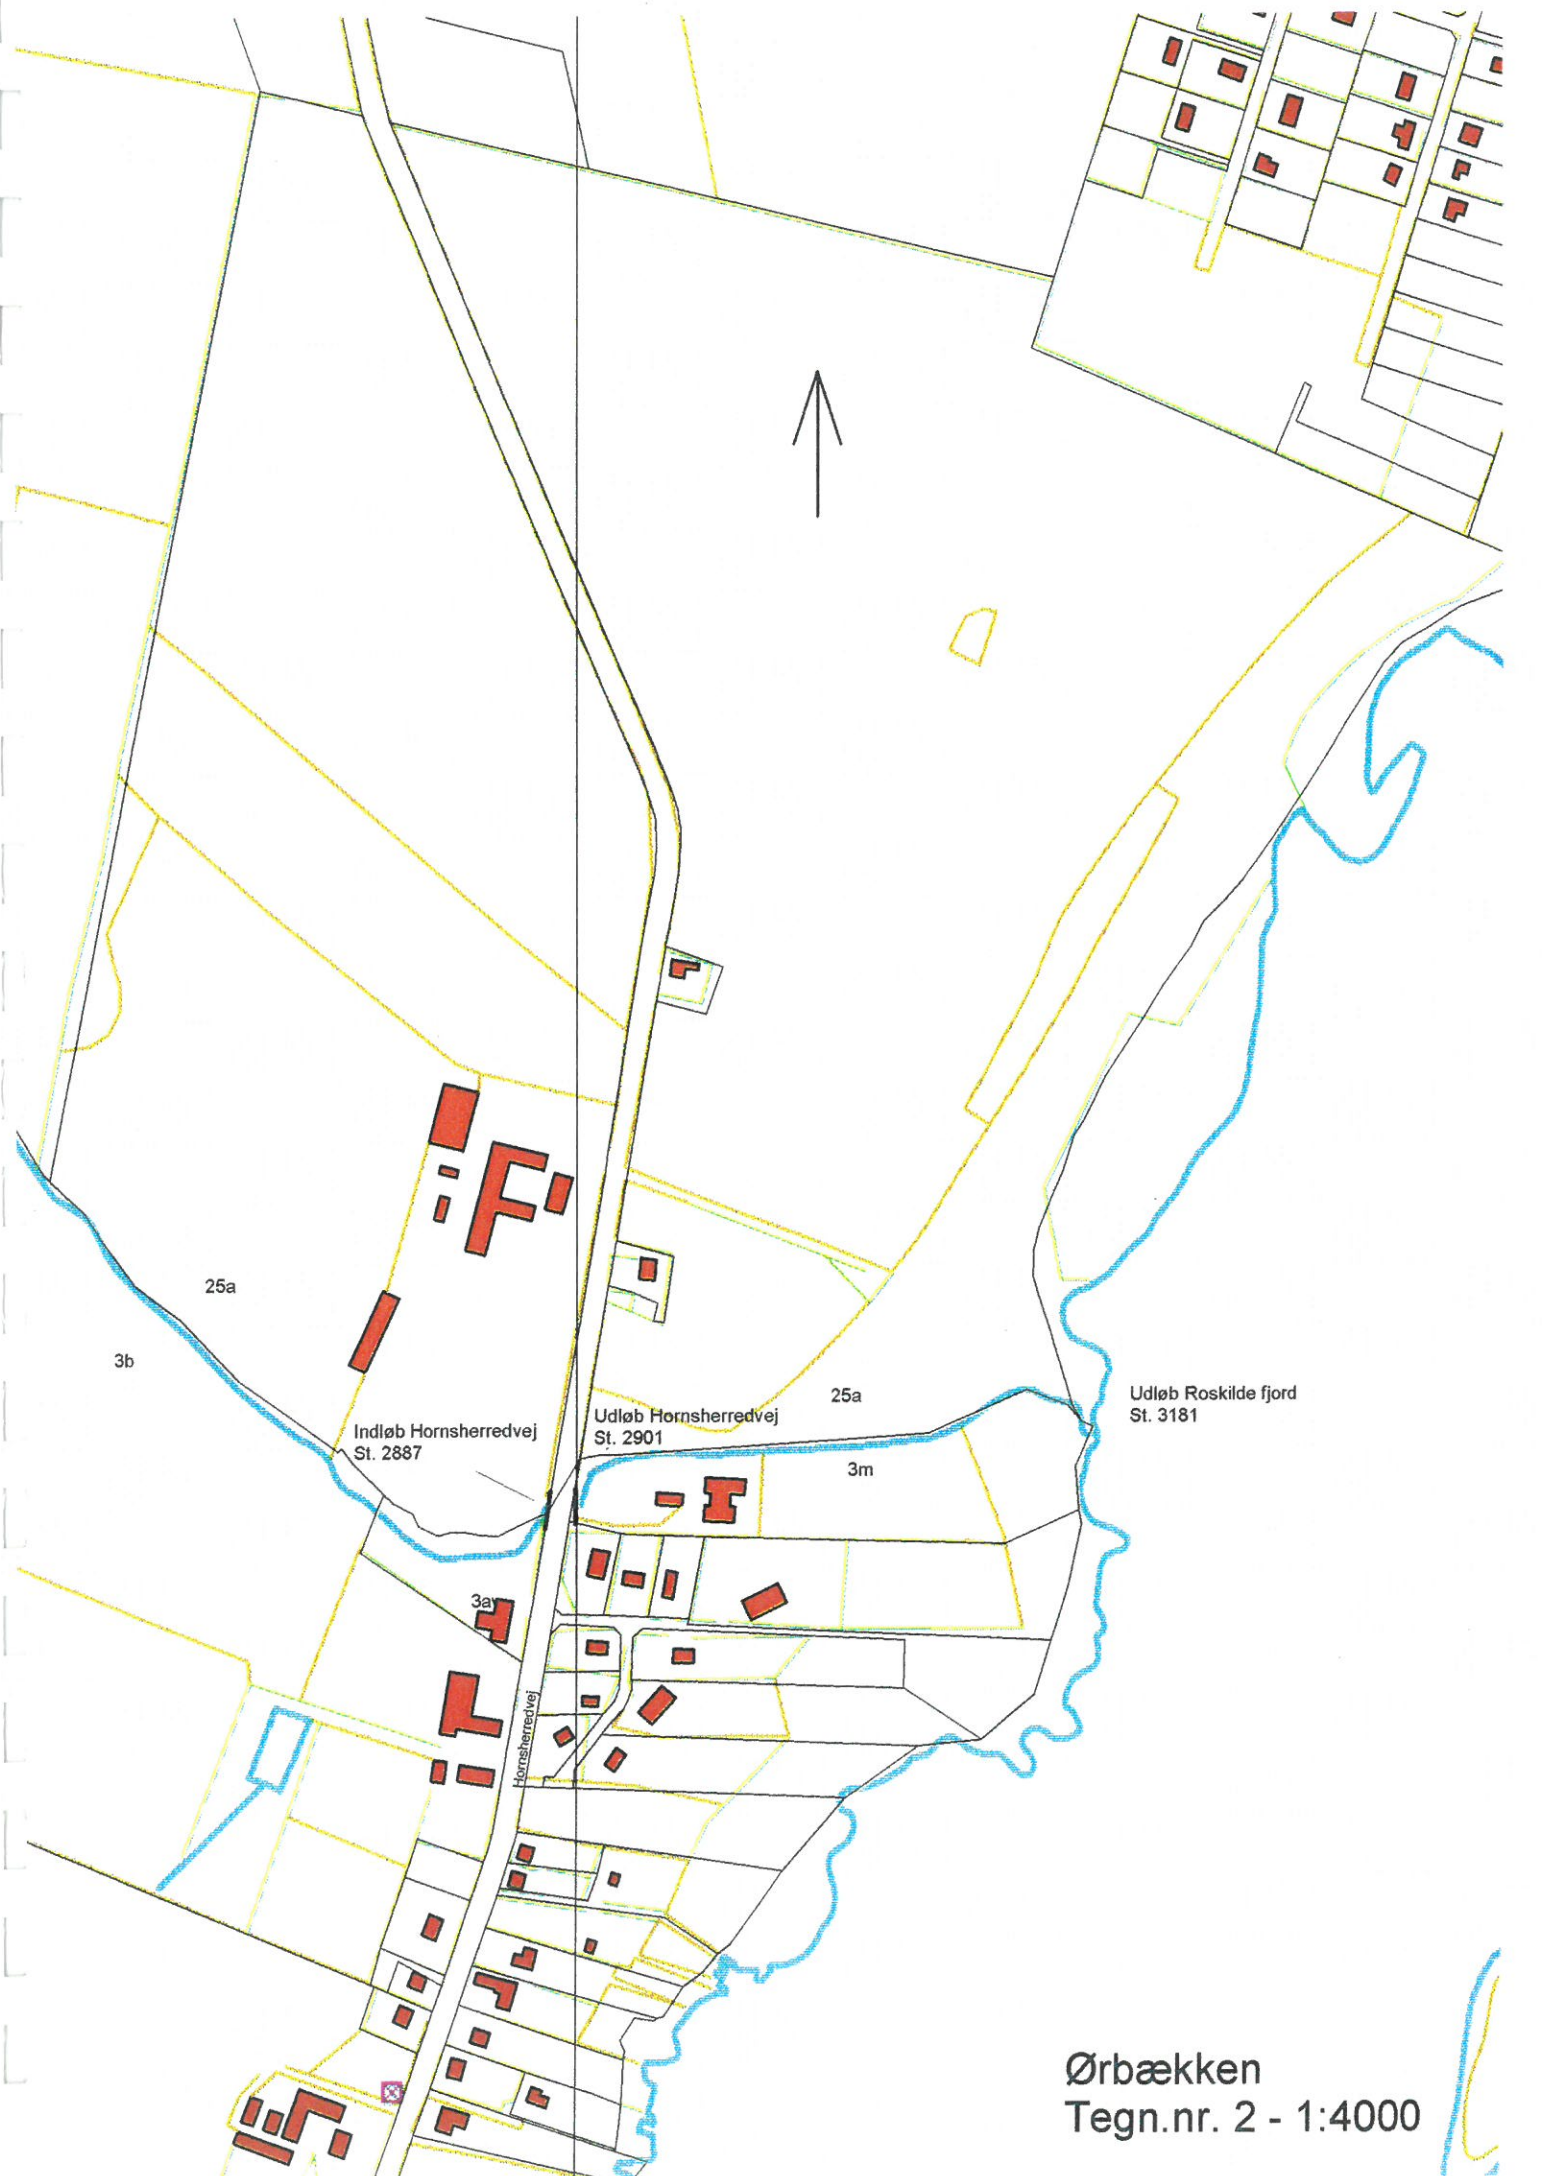 25a
3b
Indløb Hornsherredvej
St. 2887
Udløb Hornsherredvej
St. 2901
25a
3m
Udløb Roskilde fjord
St. 3181
3a
Hornsherredvej
Ørbækken
Tegn.nr. 2 - 1:4000